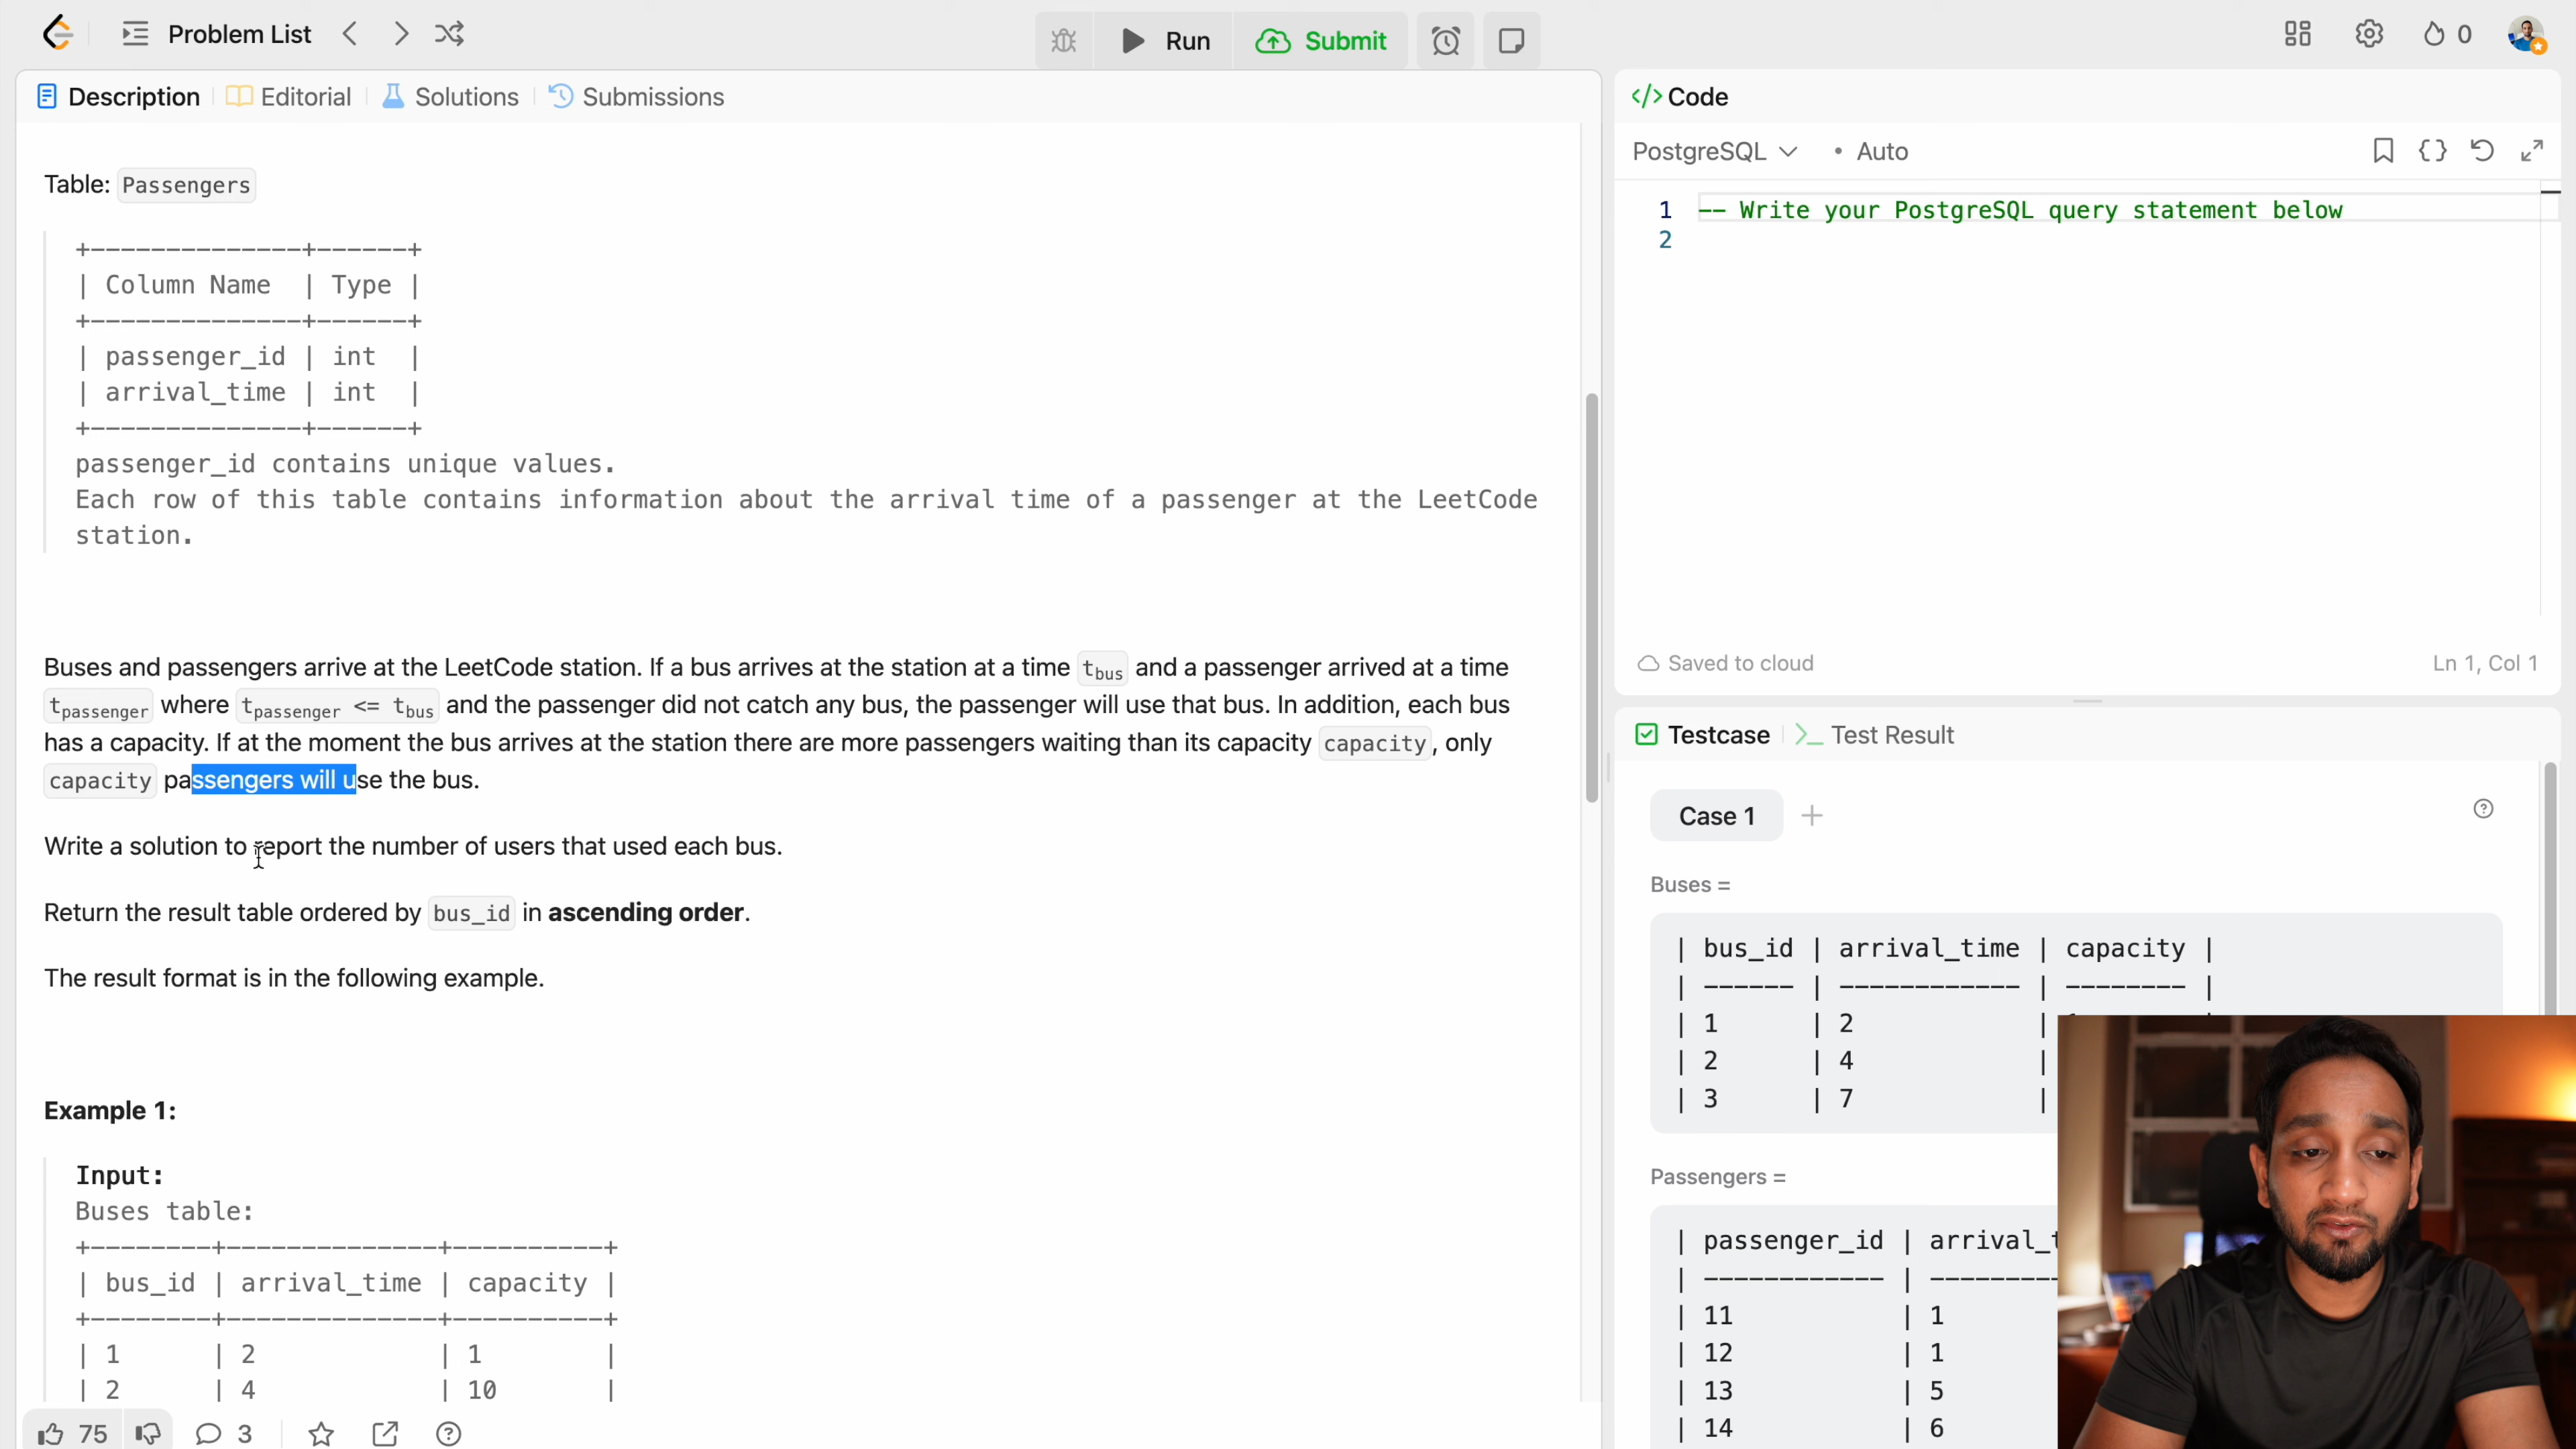 Problem List
Run
Submit
0
Description
Editorial
Solutions
Submissions
Table: Passengers
+--------------+------+
| Column Name | Type |
+--------------+------+
| passenger_id | int |
| arrival_time | int |
+--------------+------+
passenger_id contains unique values.
Each row of this table contains information about the arrival time of a passenger at the LeetCode
station.
Buses and passengers arrive at the LeetCode station. If a bus arrives at the station at a time tbus and a passenger arrived at a time
tpassenger where tpassenger <= tbus and the passenger did not catch any bus, the passenger will use that bus. In addition, each bus
has a capacity. If at the moment the bus arrives at the station there are more passengers waiting than its capacity capacity, only
capacity passengers will use the bus.
Write a solution to report the number of users that used each bus.
Return the result table ordered by bus_id in ascending order.
The result format is in the following example.
Example 1:
Input:
Buses table:
+--------+--------------+----------+
| bus_id | arrival_time | capacity |
+--------+--------------+----------+
| 1 | 2 | 1 |
| 2 | 4 | 10 |
75
3
</> Code
PostgreSQL • Auto
1 -- Write your PostgreSQL query statement below
2
Saved to cloud
Ln 1, Col 1
Testcase
Test Result
Case 1
Buses =
| bus_id | arrival_time | capacity |
| ------ | ------------ | -------- |
| 1 | 2 |
| 2 | 4 |
| 3 | 7 |
Passengers =
| passenger_id | arrival_
| ------------ | ---------
| 11 | 1
| 12 | 1
| 13 | 5
| 14 | 6